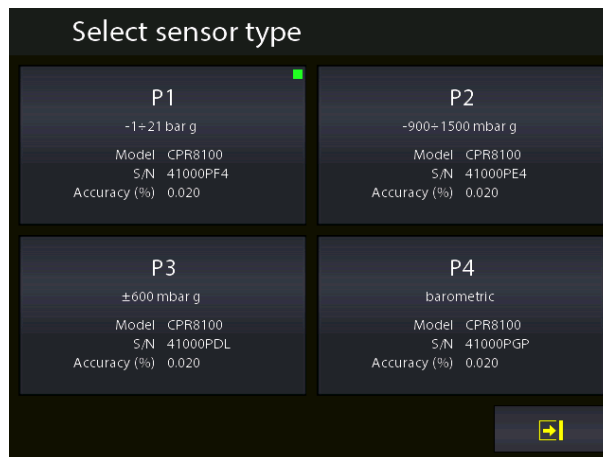 Select sensor type
P1
-1÷21 bar g
Model CPR8100
S/N 41000PF4
Accuracy (%) 0.020
P2
-900÷1500 mbar g
Model CPR8100
S/N 41000PE4
Accuracy (%) 0.020
P3
±600 mbar g
Model CPR8100
S/N 41000PDL
Accuracy (%) 0.020
P4
barometric
Model CPR8100
S/N 41000PGP
Accuracy (%) 0.020